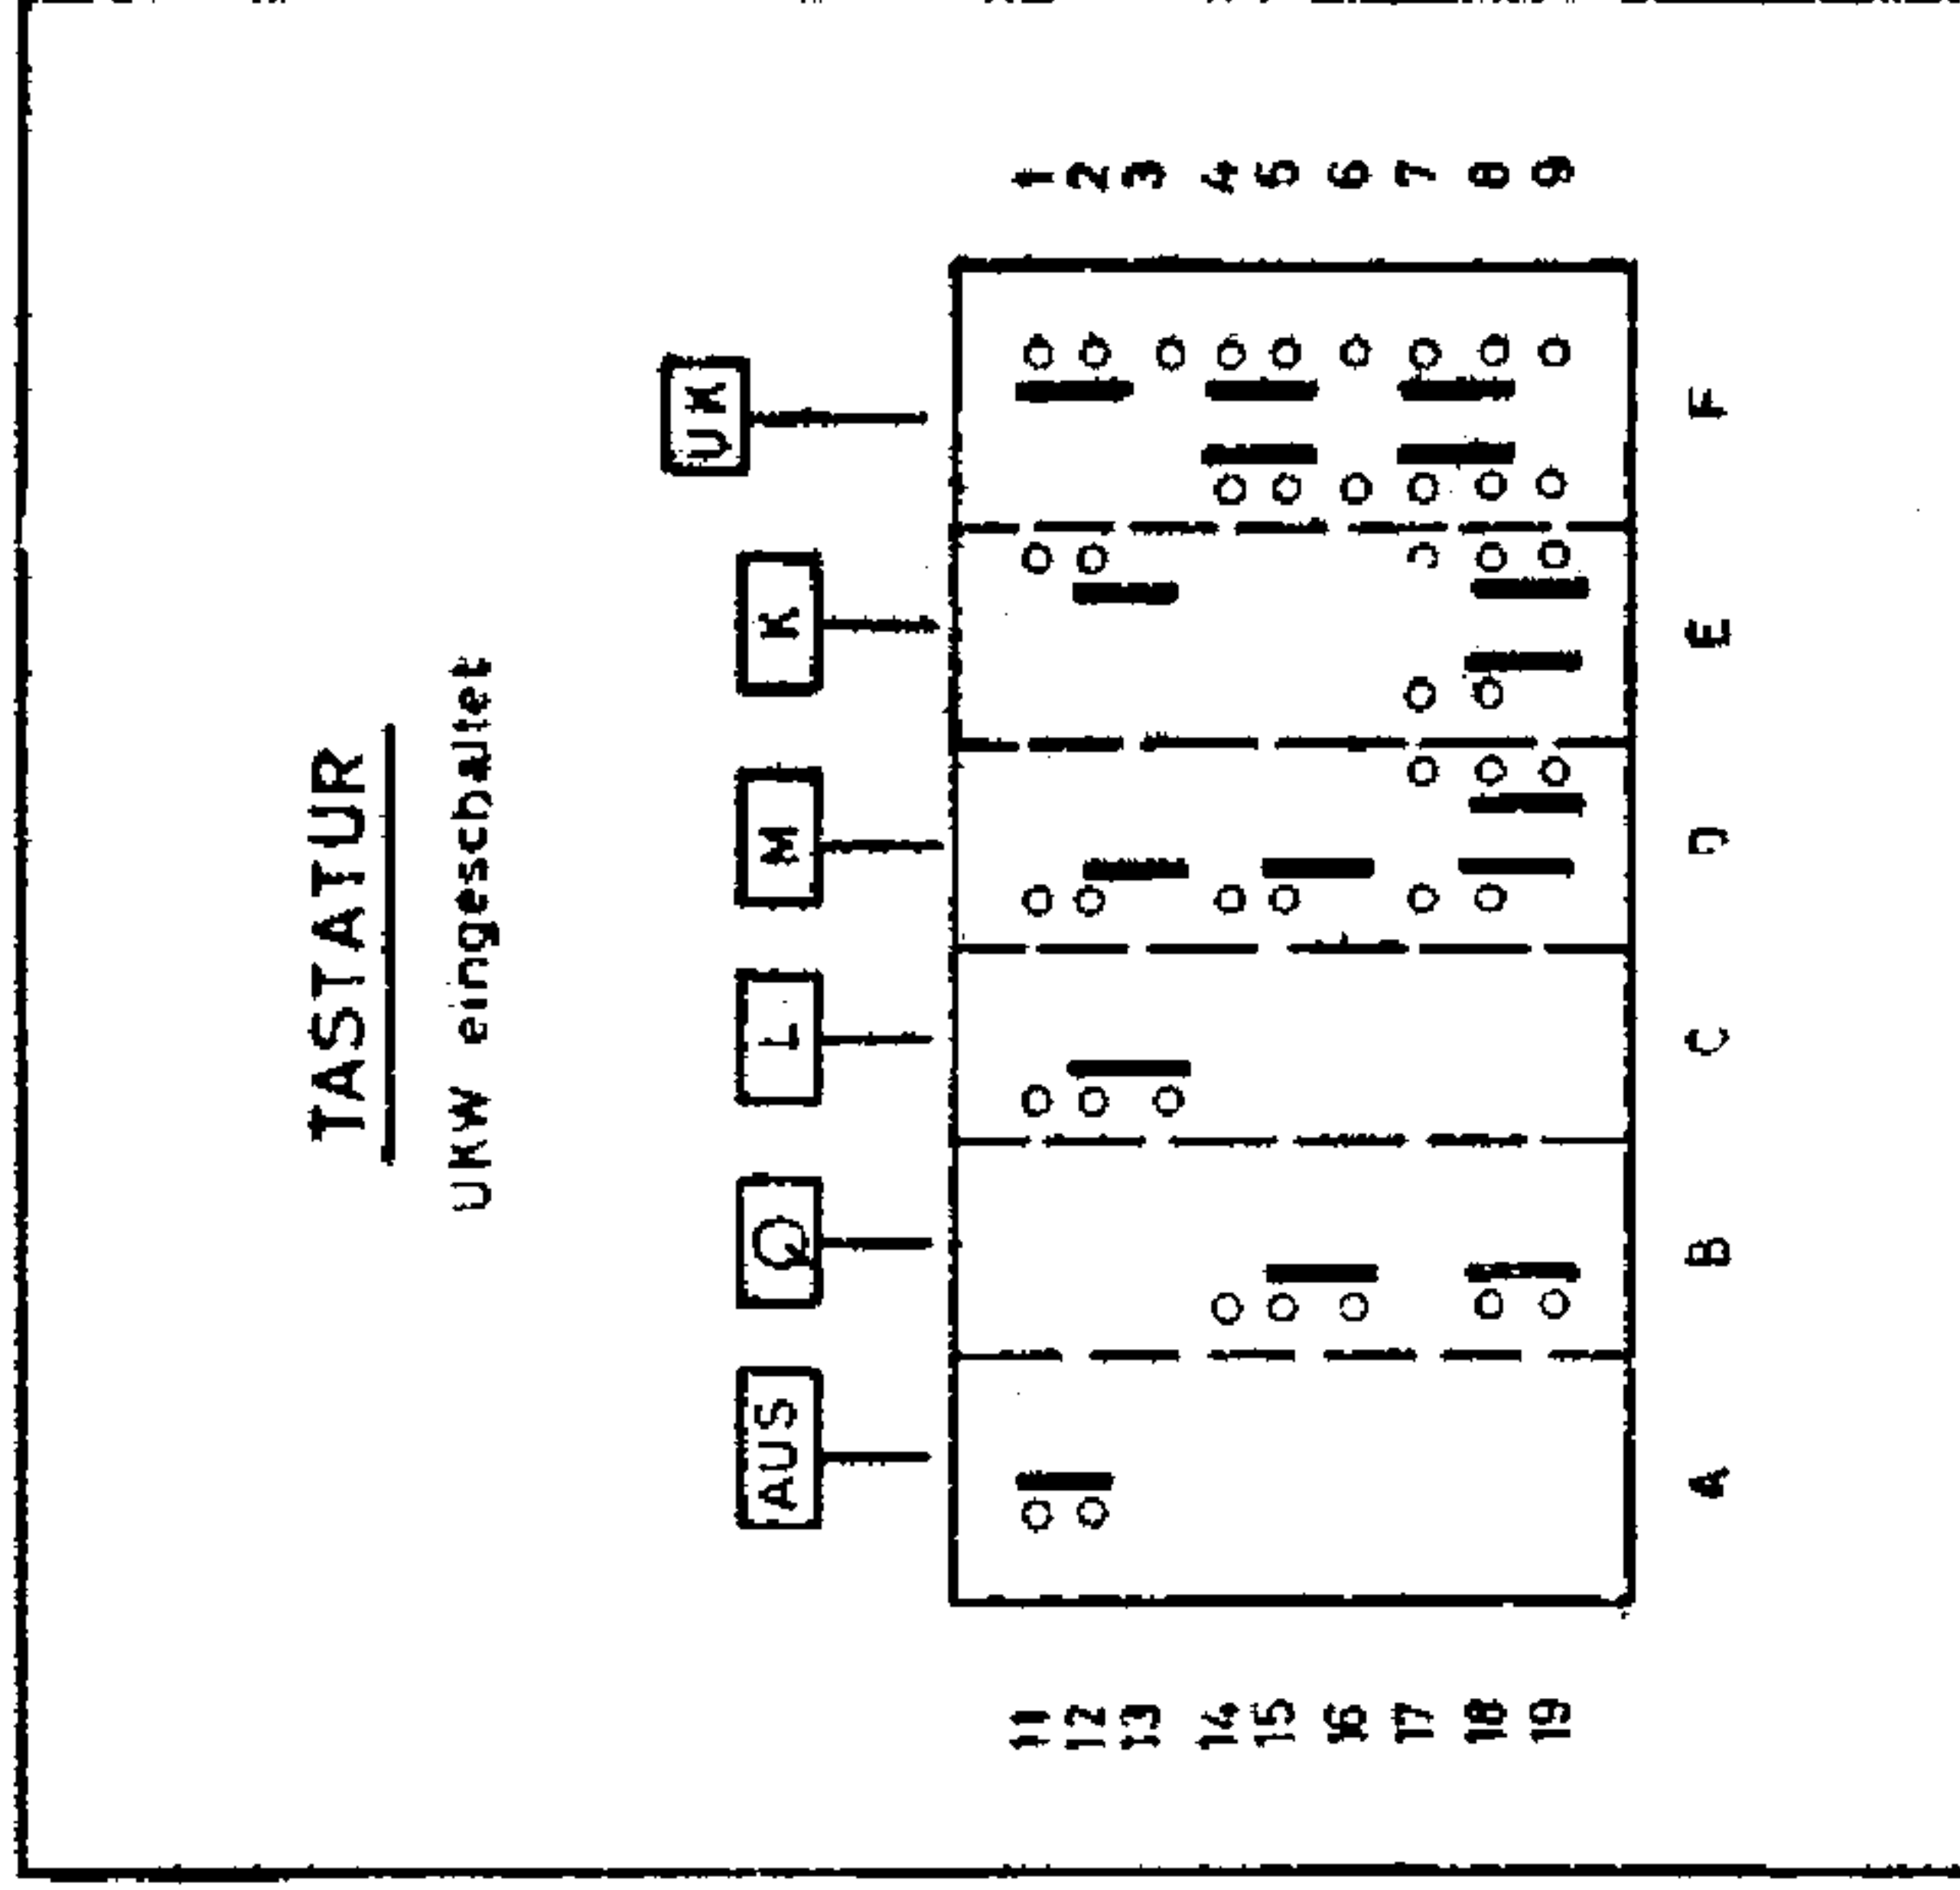 TASTATUR
UKW eingeschaltet
AUS Q L M K UK
11 1
12 2
13 3
14 4
15 5
16 6
17 7
18 8
19 9
A B C D E F